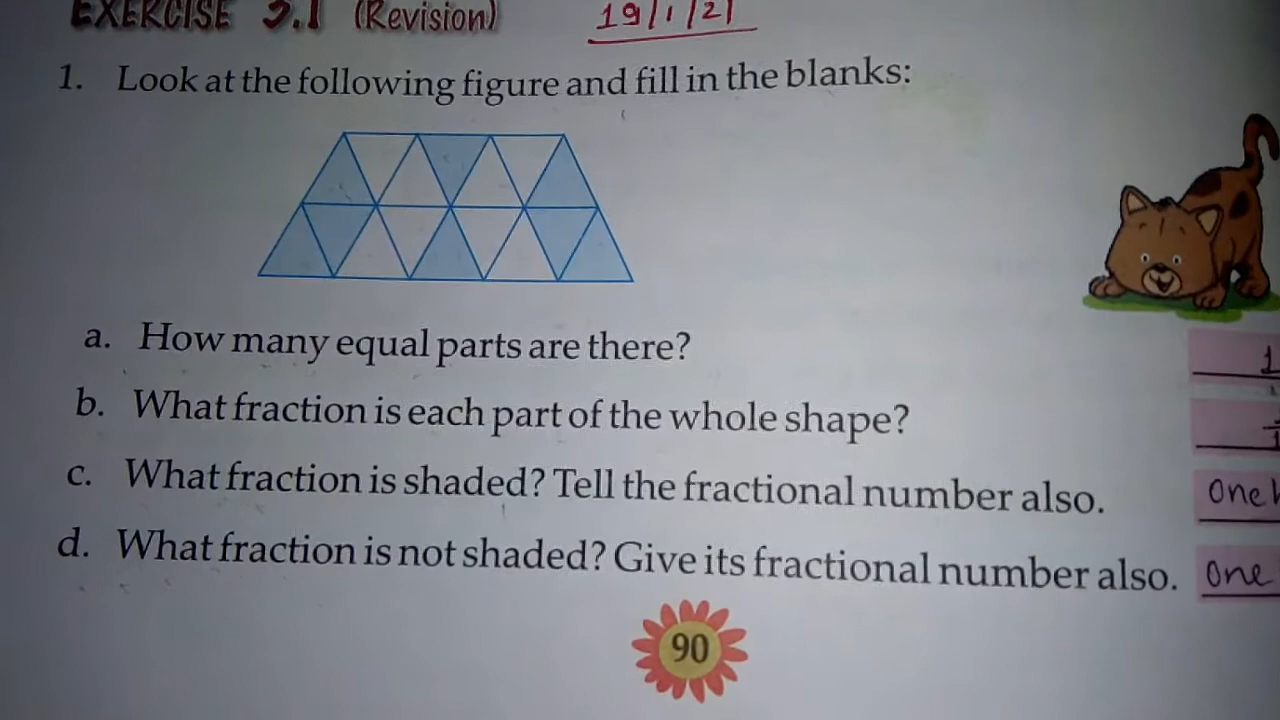 EXERCISE 3.1 (Revision) 19/1/21
1. Look at the following figure and fill in the blanks:
a. How many equal parts are there? 1
b. What fraction is each part of the whole shape?
c. What fraction is shaded? Tell the fractional number also. One
d. What fraction is not shaded? Give its fractional number also. One
90